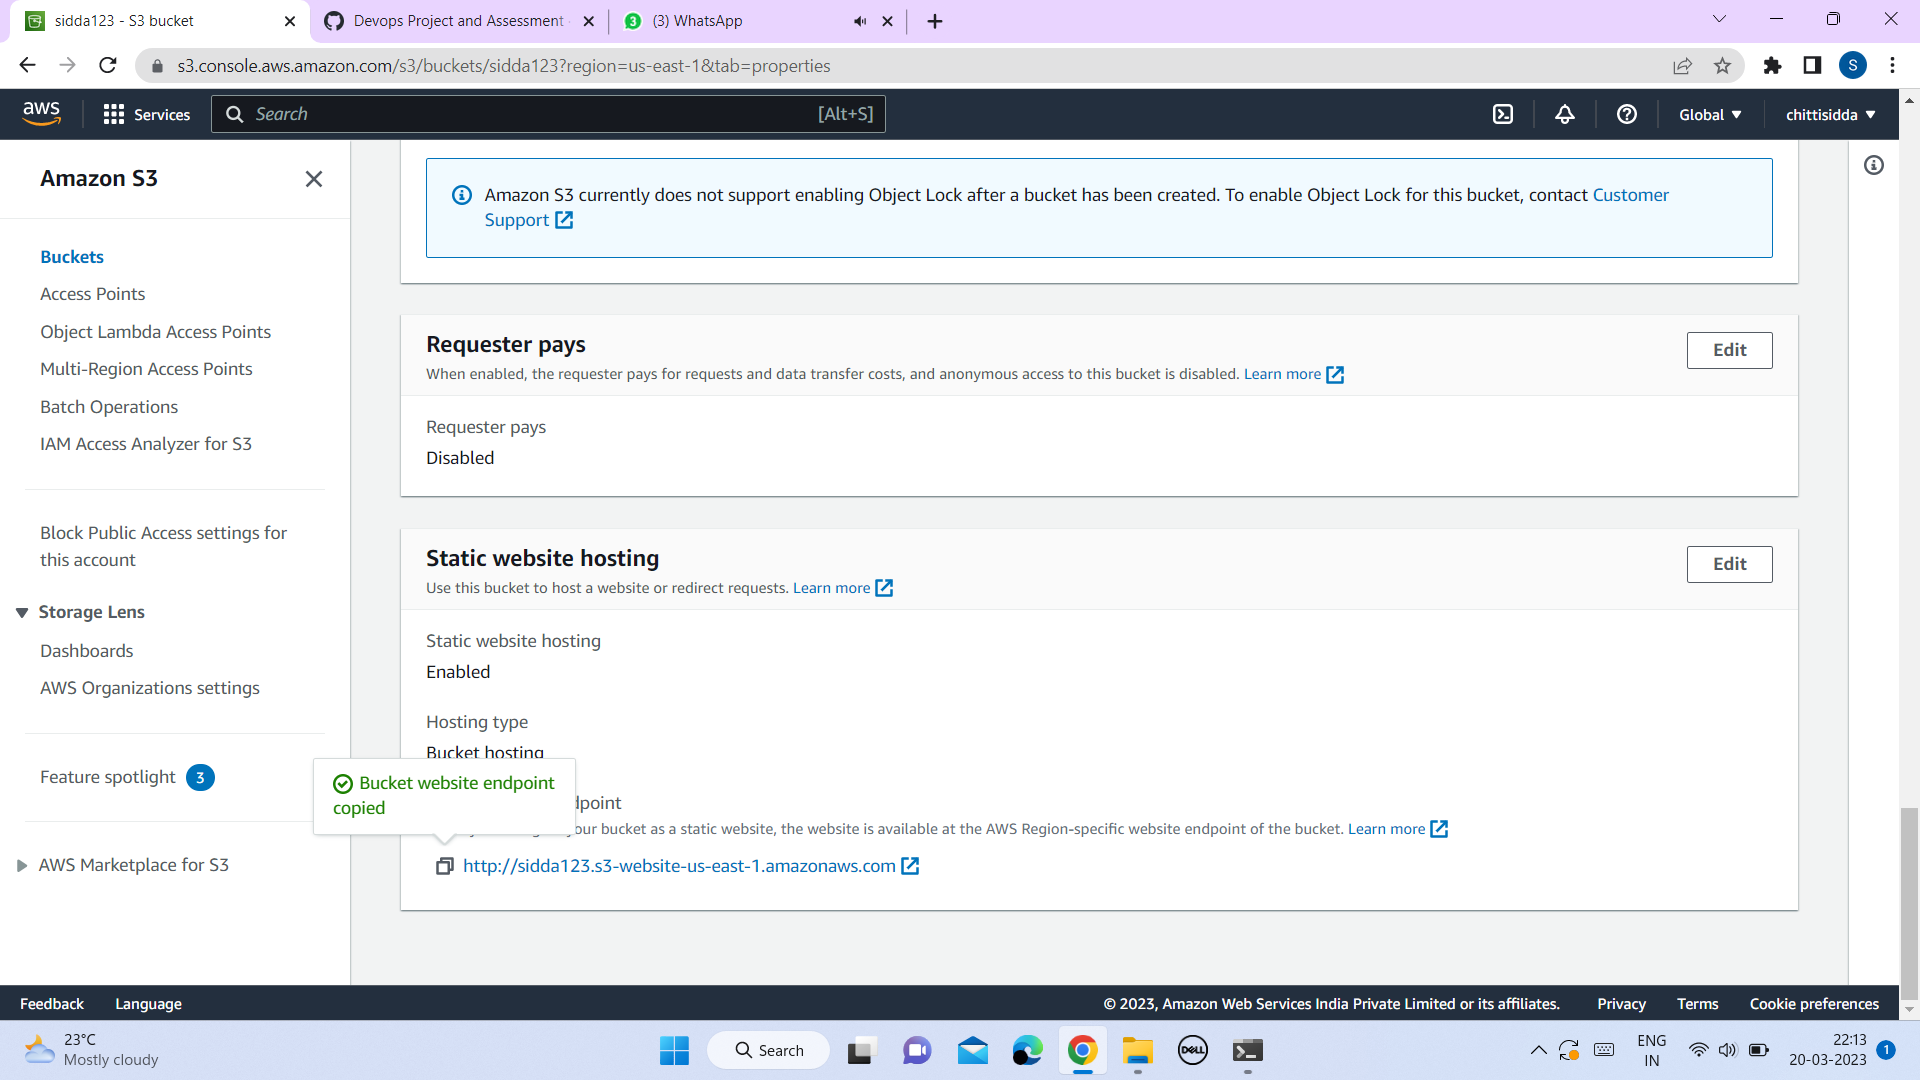 sidda123 - S3 bucket
Devops Project and Assessment
3
(3) WhatsApp
s3.console.aws.amazon.com/s3/buckets/sidda123?region=us-east-1&tab=properties
S
aws
Services
Search
[Alt+S]
Global
chittisidda
Amazon S3
Buckets
Access Points
Object Lambda Access Points
Multi-Region Access Points
Batch Operations
IAM Access Analyzer for S3
Block Public Access settings for
this account
Storage Lens
Dashboards
AWS Organizations settings
Feature spotlight 3
AWS Marketplace for S3
Amazon S3 currently does not support enabling Object Lock after a bucket has been created. To enable Object Lock for this bucket, contact Customer
Support
Requester pays
Edit
When enabled, the requester pays for requests and data transfer costs, and anonymous access to this bucket is disabled. Learn more
Requester pays
Disabled
Static website hosting
Edit
Use this bucket to host a website or redirect requests. Learn more
Static website hosting
Enabled
Hosting type
Bucket hosting
Bucket website endpoint
copied
your bucket as a static website, the website is available at the AWS Region-specific website endpoint of the bucket. Learn more
http://sidda123.s3-website-us-east-1.amazonaws.com
Feedback
Language
© 2023, Amazon Web Services India Private Limited or its affiliates.
Privacy
Terms
Cookie preferences
23°C
Mostly cloudy
Search
DELL
ENG
IN
22:13
20-03-2023
1